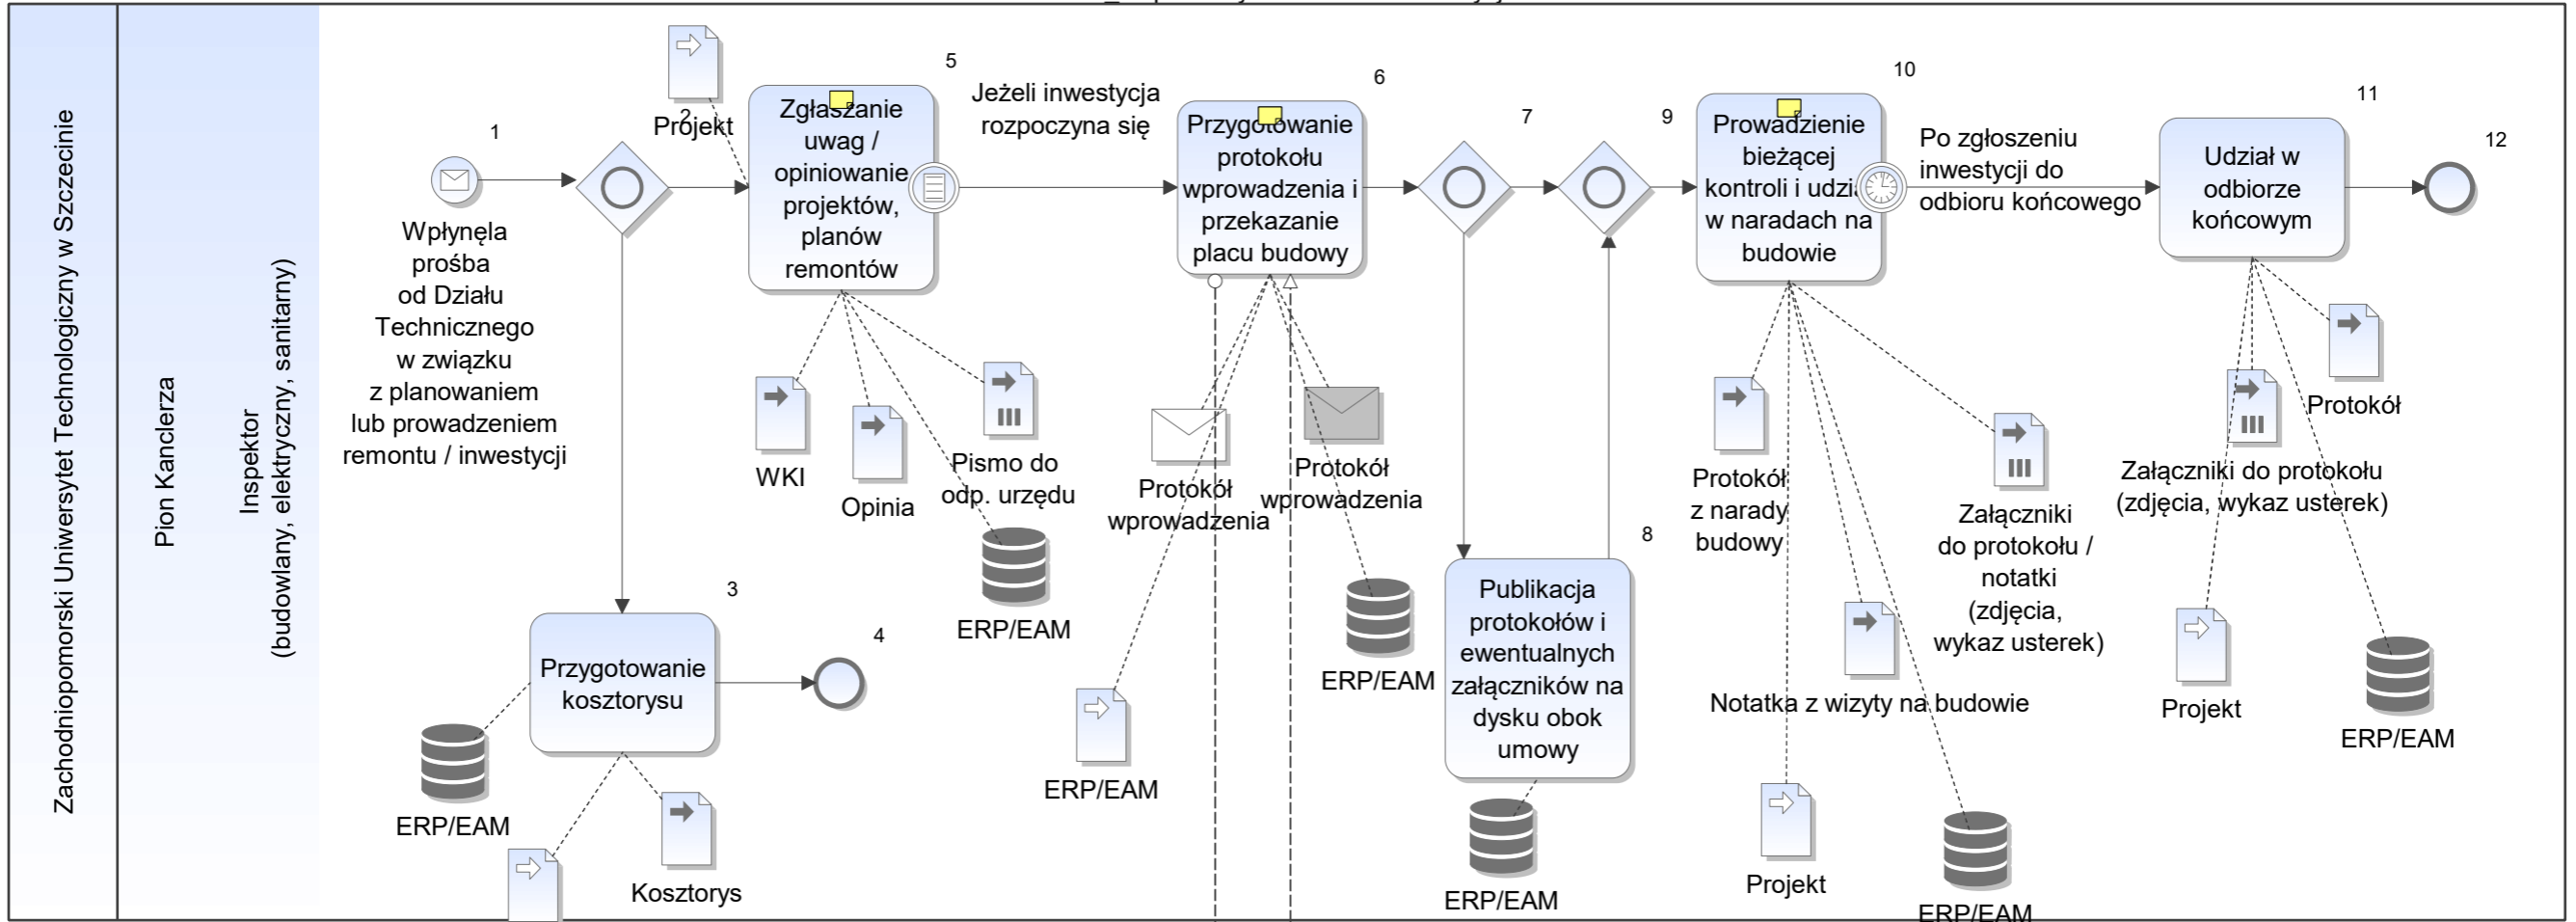 Zachodniopomorski Uniwersytet Technologiczny w Szczecinie
Pion Kanclerza
Inspektor
(budowlany, elektryczny, sanitarny)
1
Wpłynęla
prośba
od Działu
Technicznego
w związku
z planowaniem
lub prowadzeniem
remontu / inwestycji
2
Projekt
3
Przygotowanie
kosztorysu
ERP/EAM
Kosztorys
4
5
Zgłaszanie
uwag /
opiniowanie
projektów,
planów
remontów
WKI
Opinia
Pismo do
odp. urzędu
ERP/EAM
Jeżeli inwestycja
rozpoczyna się
6
Przygotowanie
protokołu
wprowadzenia i
przekazanie
placu budowy
Protokół
wprowadzenia
Protokół
wprowadzenia
ERP/EAM
ERP/EAM
7
8
Publikacja
protokołów i
ewentualnych
załączników na
dysku obok
umowy
ERP/EAM
9
10
Prowadzienie
bieżącej
kontroli i udzia
w naradach na
budowie
Protokół
z narady
budowy
Załączniki
do protokołu /
notatki
(zdjęcia,
wykaz usterek)
Notatka z wizyty na budowie
Projekt
ERP/EAM
Po zgłoszeniu
inwestycji do
odbioru końcowego
11
Udział w
odbiorze
końcowym
Protokół
Załączniki do protokołu
(zdjęcia, wykaz usterek)
Projekt
ERP/EAM
12